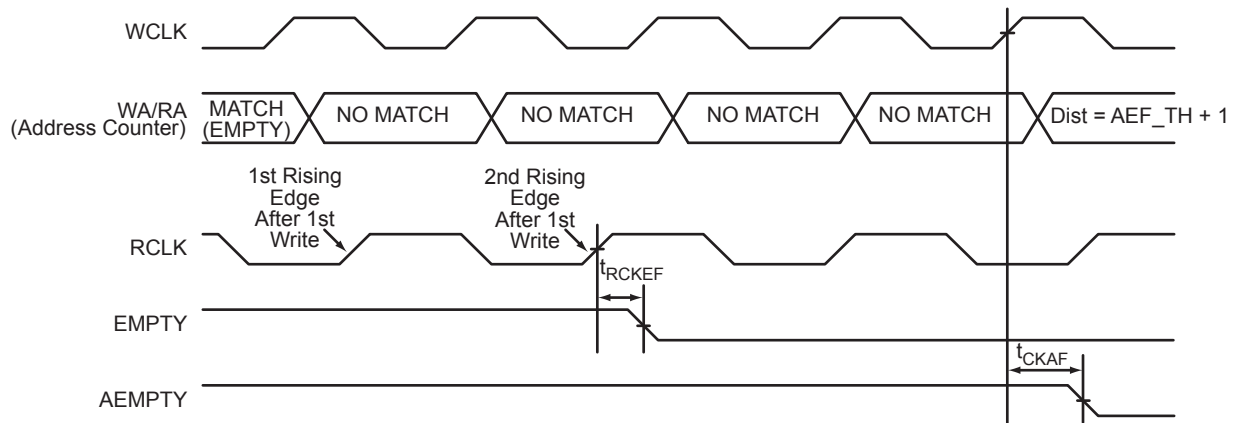 WCLK
WA/RA
(Address Counter)
MATCH
(EMPTY)
NO MATCH
NO MATCH
NO MATCH
NO MATCH
Dist = AEF_TH + 1
1st Rising
Edge
After 1st
Write
2nd Rising
Edge
After 1st
Write
RCLK
tRCKEF
EMPTY
tCKAF
AEMPTY